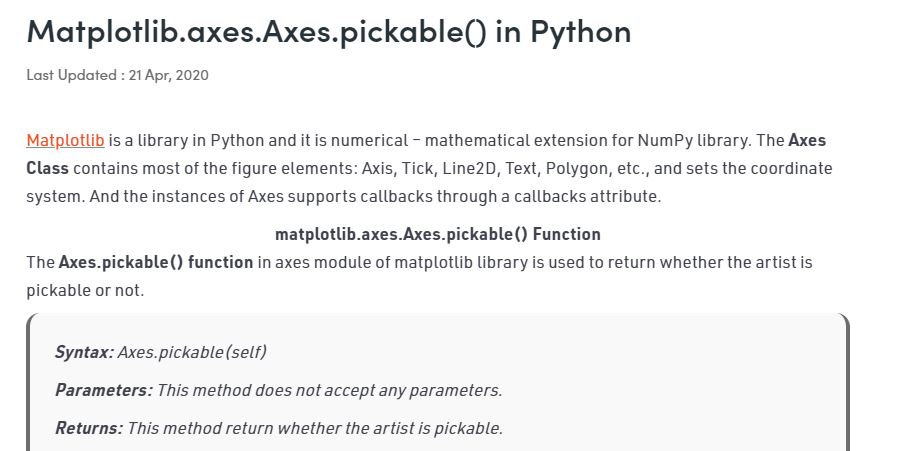 Matplotlib.axes.Axes.pickable() in Python
Last Updated : 21 Apr, 2020
Matplotlib is a library in Python and it is numerical – mathematical extension for NumPy library. The Axes
Class contains most of the figure elements: Axis, Tick, Line2D, Text, Polygon, etc., and sets the coordinate
system. And the instances of Axes supports callbacks through a callbacks attribute.
matplotlib.axes.Axes.pickable() Function
The Axes.pickable() function in axes module of matplotlib library is used to return whether the artist is
pickable or not.
Syntax: Axes.pickable(self)
Parameters: This method does not accept any parameters.
Returns: This method return whether the artist is pickable.